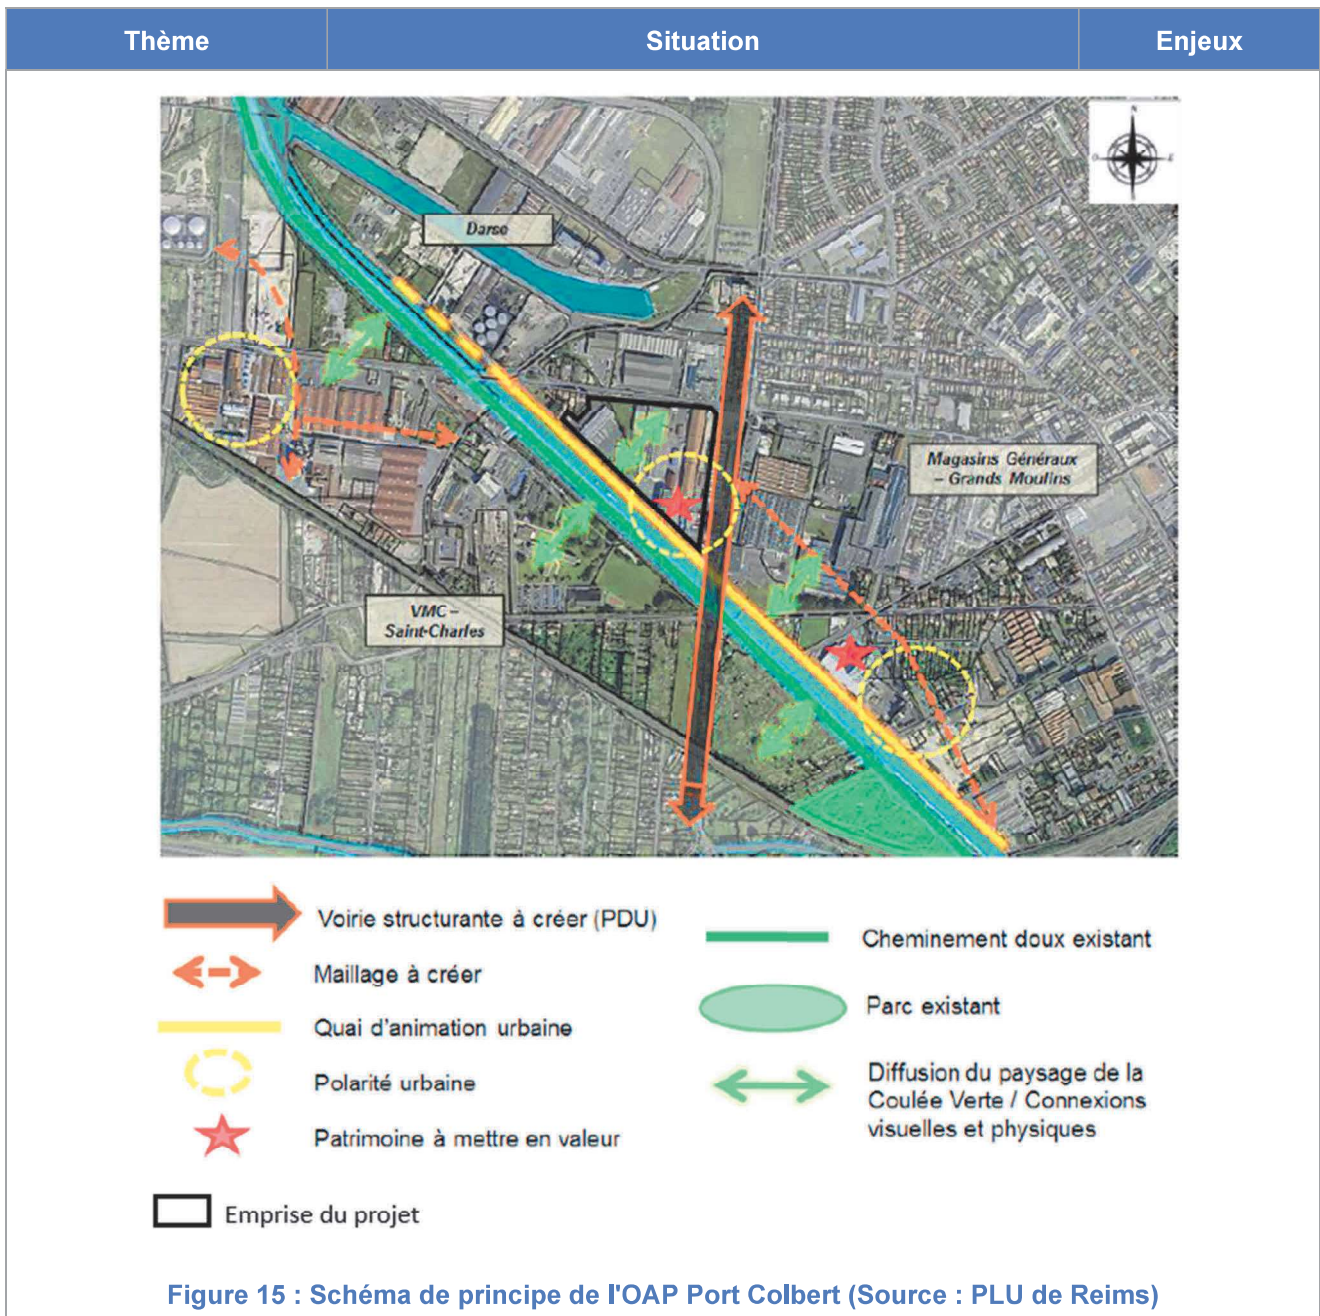 Thème
Situation
Enjeux
N
O
E
Darse
Magasins Généraux
– Grands Moulins
VMC –
Saint-Charles
Voirie structurante à créer (PDU)
Maillage à créer
Quai d'animation urbaine
Polarité urbaine
Patrimoine à mettre en valeur
Emprise du projet
Cheminement doux existant
Parc existant
Diffusion du paysage de la
Coulée Verte / Connexions
visuelles et physiques
Figure 15 : Schéma de principe de l'OAP Port Colbert (Source : PLU de Reims)